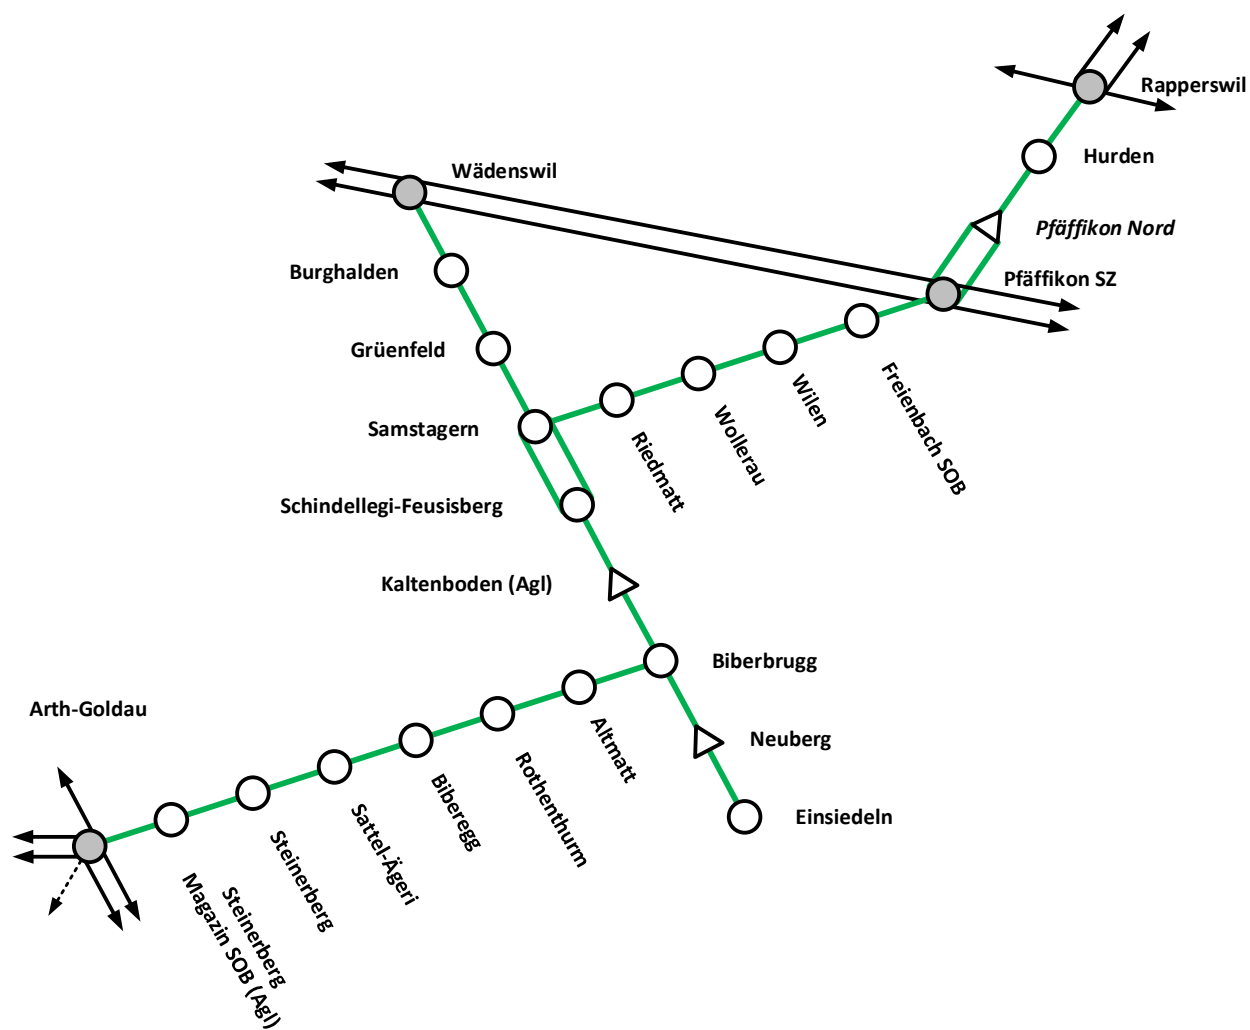 Rapperswil
Hurden
Wädenswil
Pfäffikon Nord
Burghalden
Pfäffikon SZ
Grüenfeld
Samstagern
Freienbach SOB
Wilen
Wollerau
Riedmatt
Schindellegi-Feusisberg
Kaltenboden (Agl)
Biberbrugg
Arth-Goldau
Neuberg
Altmatt
Rothenthurm
Biberegg
Sattel-Ägeri
Steinerberg
Einsiedeln
Steinerberg
Magazin SOB (Agl)